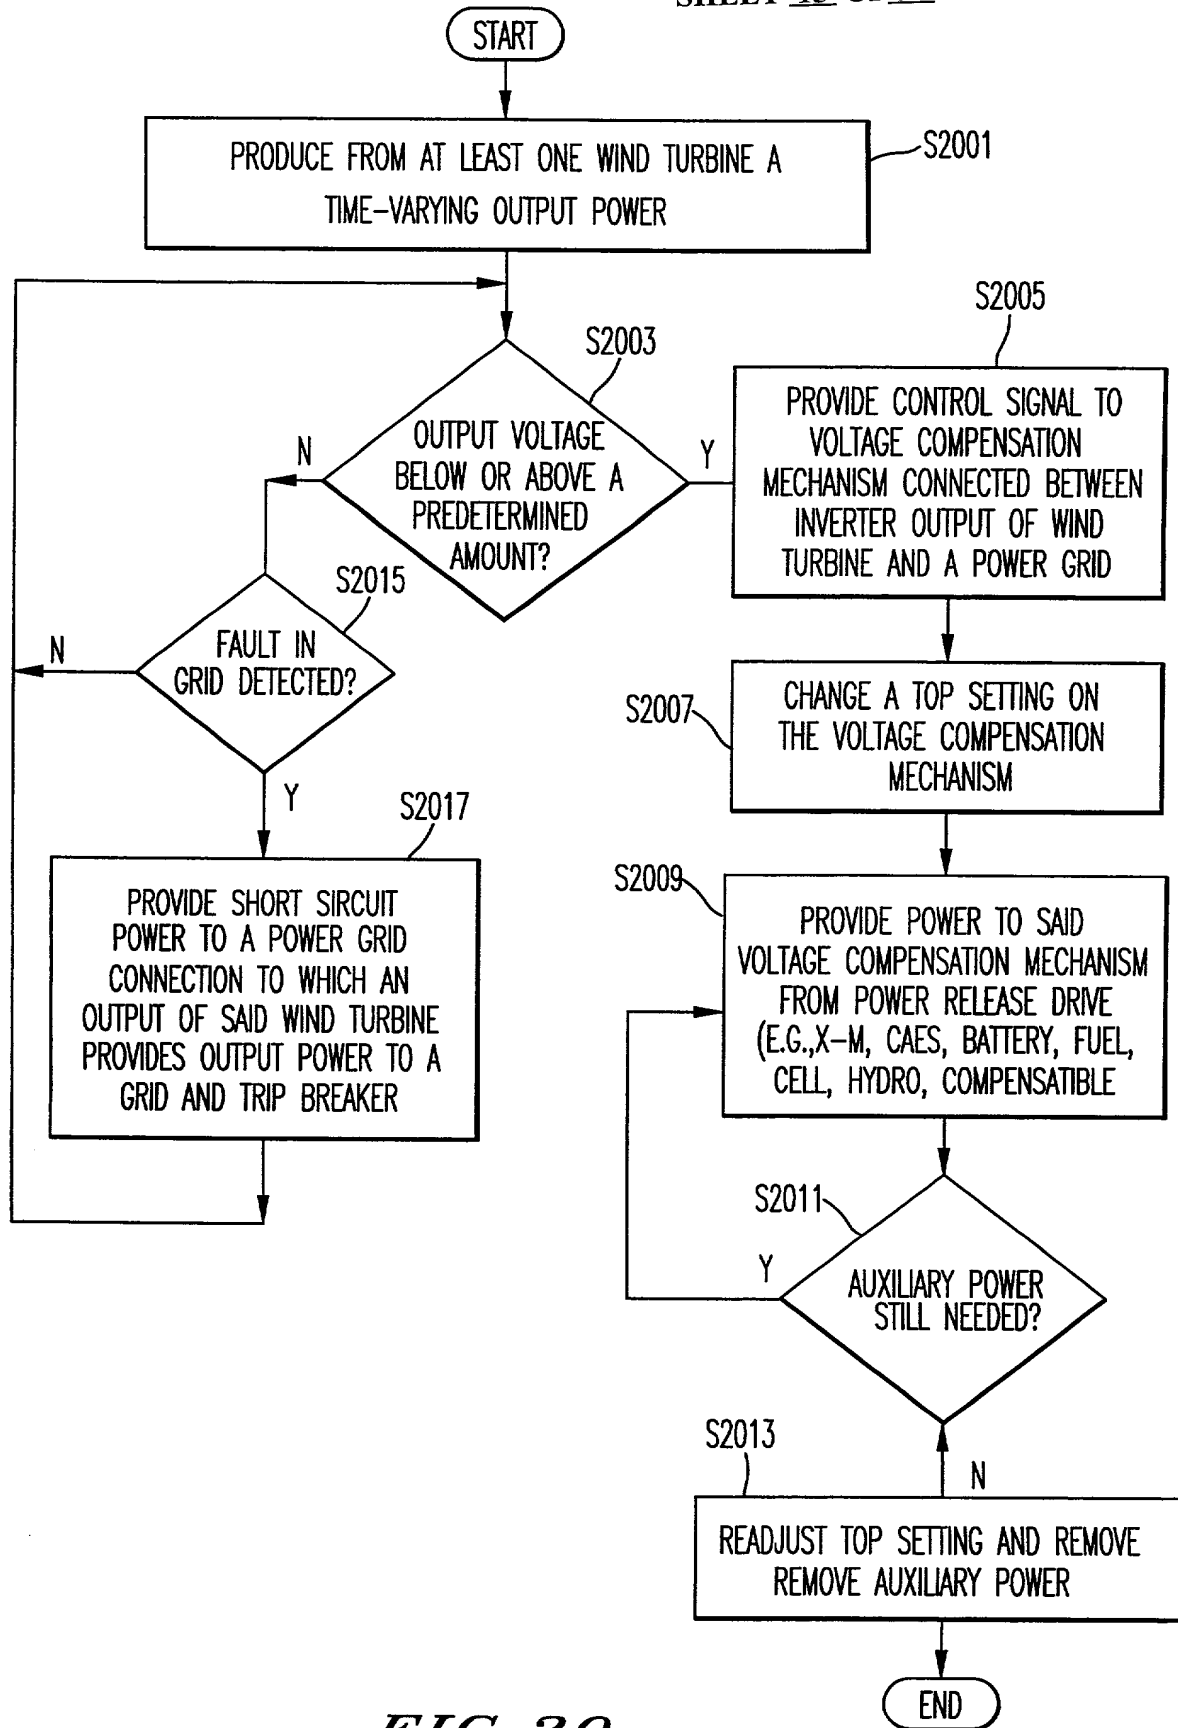 SHEET
START
PRODUCE FROM AT LEAST ONE WIND TURBINE A
TIME-VARYING OUTPUT POWER
S2001
S2003
OUTPUT VOLTAGE
BELOW OR ABOVE A
PREDETERMINED
AMOUNT?
N
Y
S2005
PROVIDE CONTROL SIGNAL TO
VOLTAGE COMPENSATION
MECHANISM CONNECTED BETWEEN
INVERTER OUTPUT OF WIND
TURBINE AND A POWER GRID
S2015
FAULT IN
GRID DETECTED?
N
Y
S2007
CHANGE A TOP SETTING ON
THE VOLTAGE COMPENSATION
MECHANISM
S2017
PROVIDE SHORT SIRCUIT
POWER TO A POWER GRID
CONNECTION TO WHICH AN
OUTPUT OF SAID WIND TURBINE
PROVIDES OUTPUT POWER TO A
GRID AND TRIP BREAKER
S2009
PROVIDE POWER TO SAID
VOLTAGE COMPENSATION MECHANISM
FROM POWER RELEASE DRIVE
(E.G.,X-M, CAES, BATTERY, FUEL,
CELL, HYDRO, COMPENSATIBLE
S2011
AUXILIARY POWER
STILL NEEDED?
Y
N
S2013
READJUST TOP SETTING AND REMOVE
REMOVE AUXILIARY POWER
END